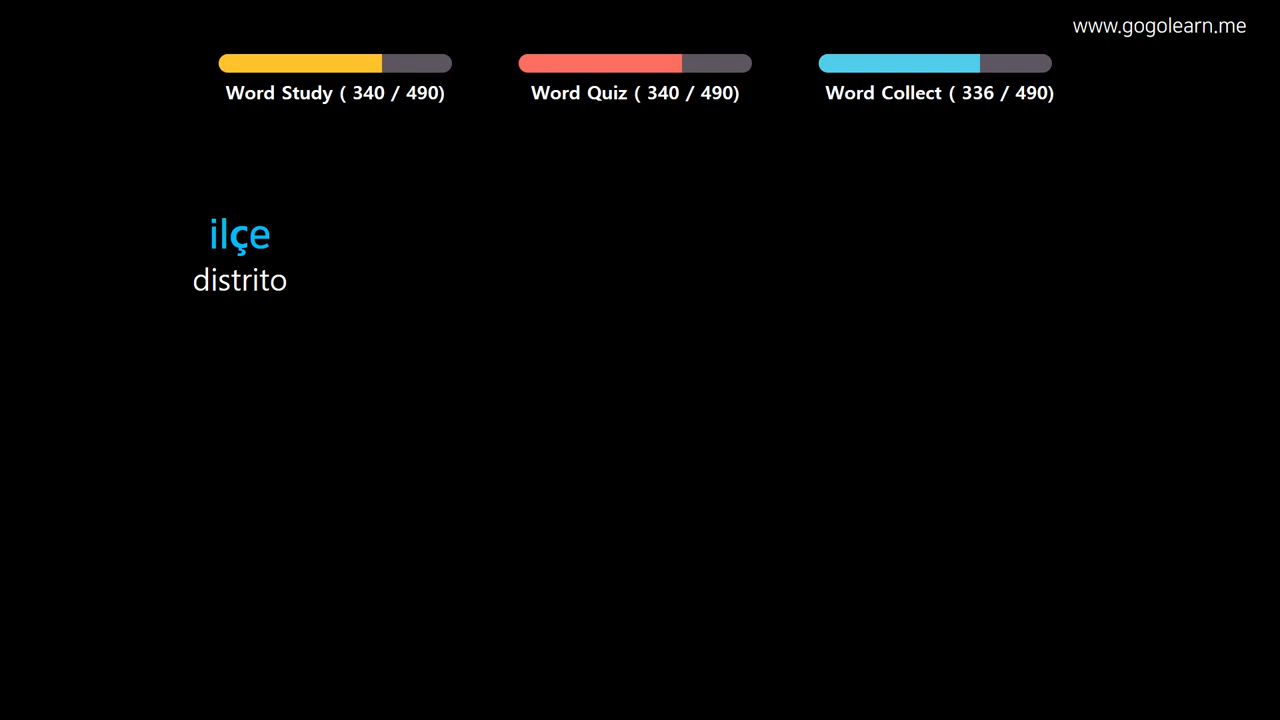 www.gogolearn.me
Word Study ( 340 / 490)
Word Quiz ( 340 / 490)
Word Collect ( 336 / 490)
ilçe
distrito